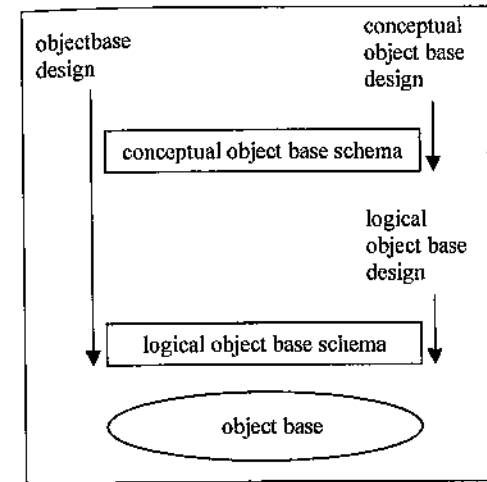 objectbase
design
conceptual
object base
design
conceptual object base schema
logical
object base
design
logical object base schema
object base